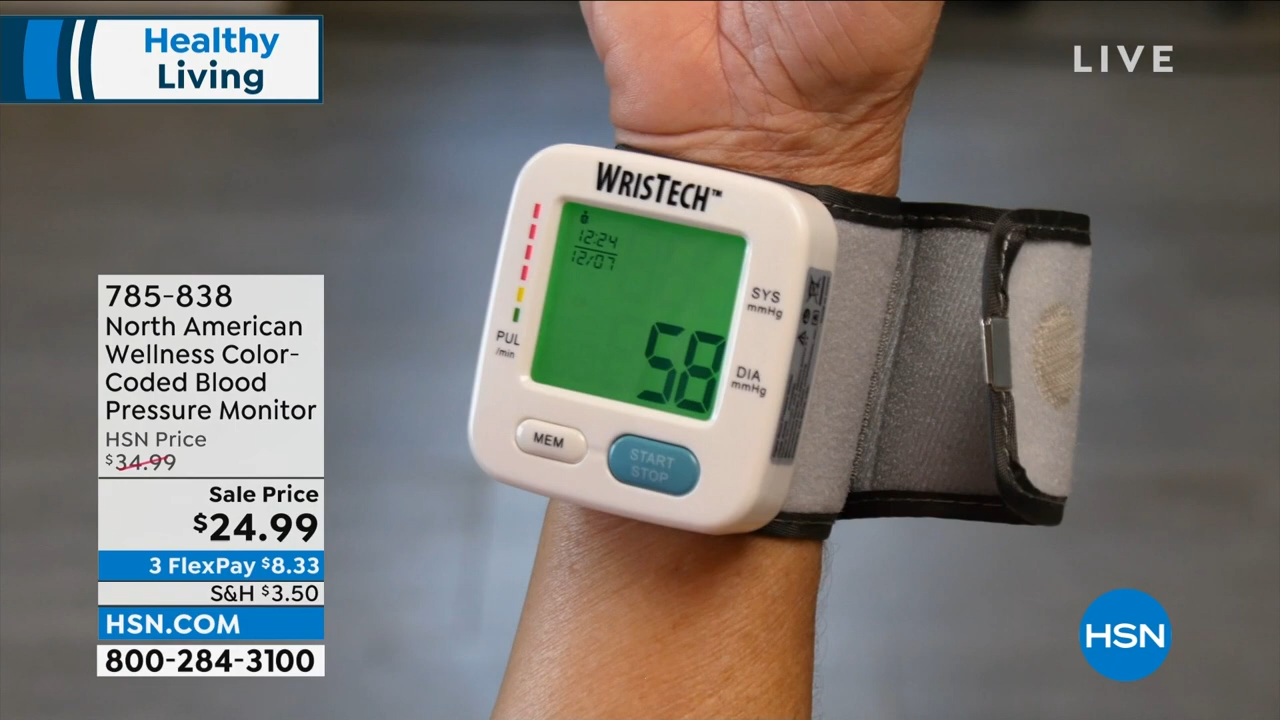 Healthy
Living
LIVE
785-838
North American
Wellness Color-
Coded Blood
Pressure Monitor
HSN Price
$34.99
Sale Price
$24.99
3 FlexPay $8.33
S&H $3.50
HSN.COM
800-284-3100
WRISTECH™
12:24
12/07
58
SYS
mmHg
DIA
mmHg
PUL
/min
MEM
START
STOP
HSN